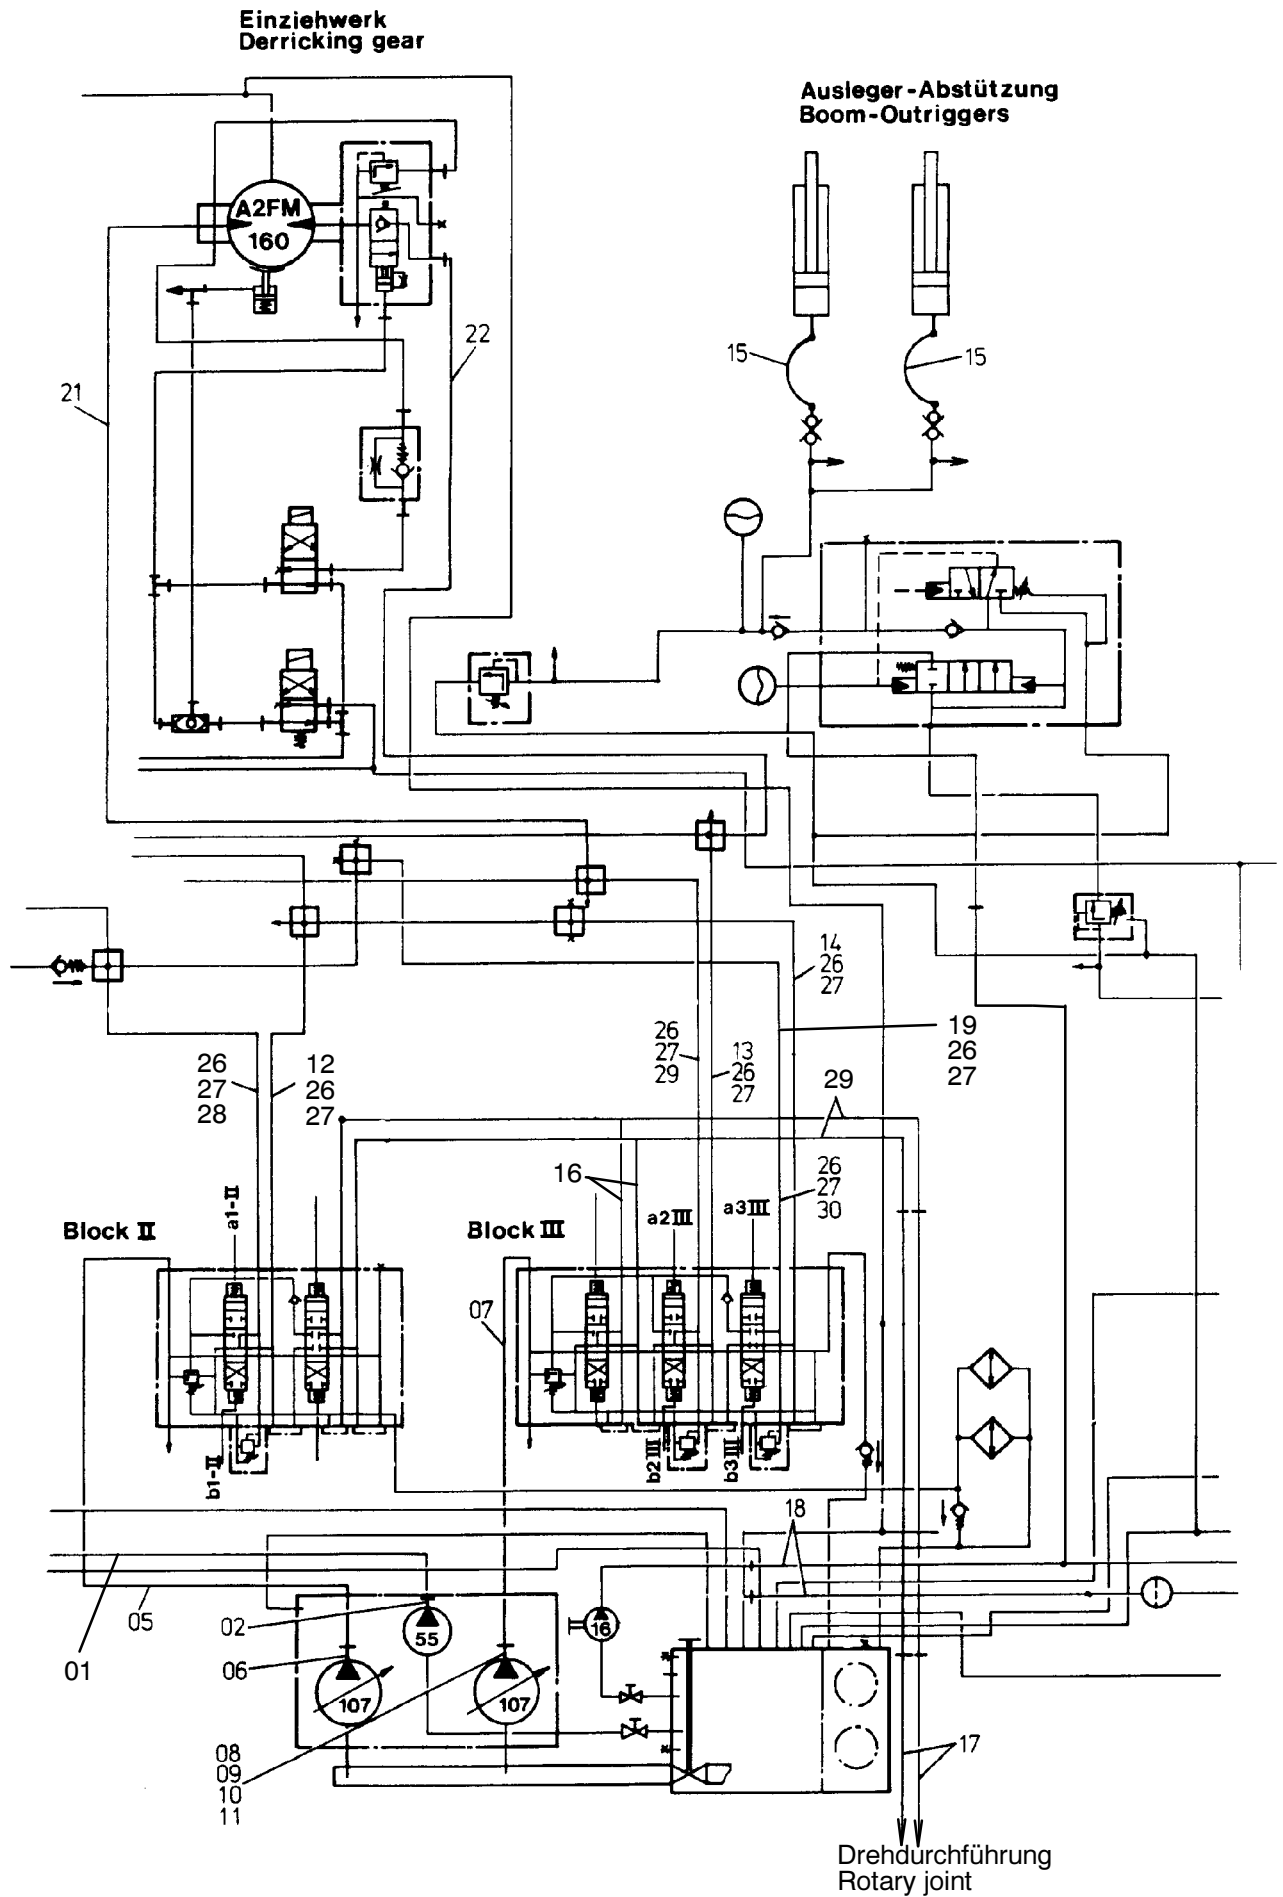 Einziehwerk
Derricking gear
Ausleger-Abstützung
Boom-Outriggers
A2FM
160
22
15
15
21
14
26
27
26
27
29
13
26
27
19
26
27
26
27
28
12
26
27
29
16
26
27
30
a1-II
a2III
a3III
Block II
Block III
07
b1-II
b2III
b3III
18
05
02
55
16
01
06
107
107
08
09
10
11
17
Drehdurchführung
Rotary joint